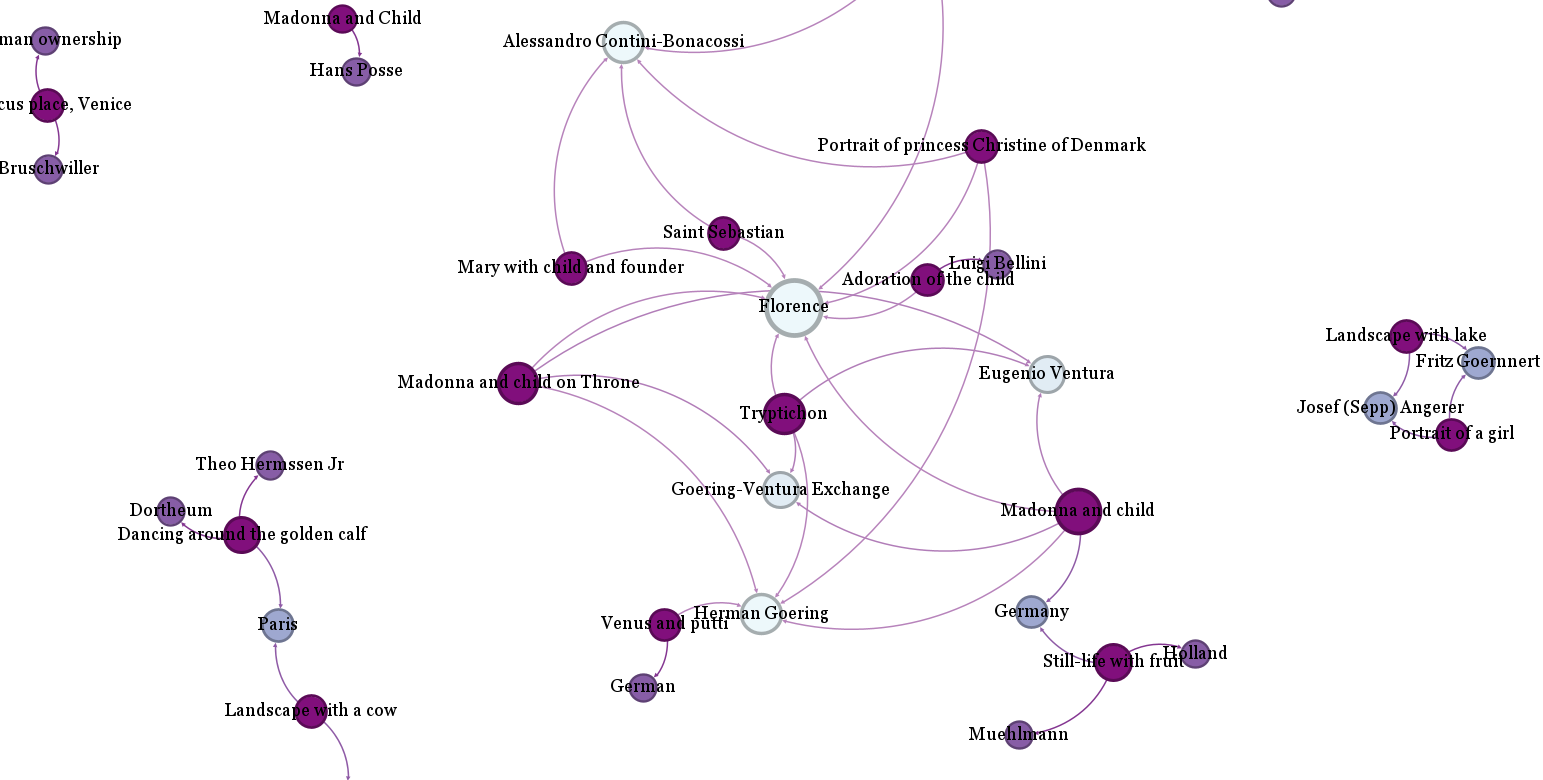 Madonna and Child
man ownership
Alessandro Contini-Bonacossi
Hans Posse
cus place, Venice
Portrait of princess Christine of Denmark
Bruschwiller
Saint Sebastian
Luigi Bellini
Mary with child and founder
Adoration of the child
Florence
Landscape with lake
Fritz Goernnert
Eugenio Ventura
Madonna and child on Throne
Josef (Sepp) Angerer
Tryptichon
Portrait of a girl
Theo Hermssen Jr
Goering-Ventura Exchange
Dortheum
Madonna and child
Dancing around the golden calf
Germany
Herman Goering
Venus and putti
Paris
Holland
Still-life with fruit
German
Landscape with a cow
Muehlmann